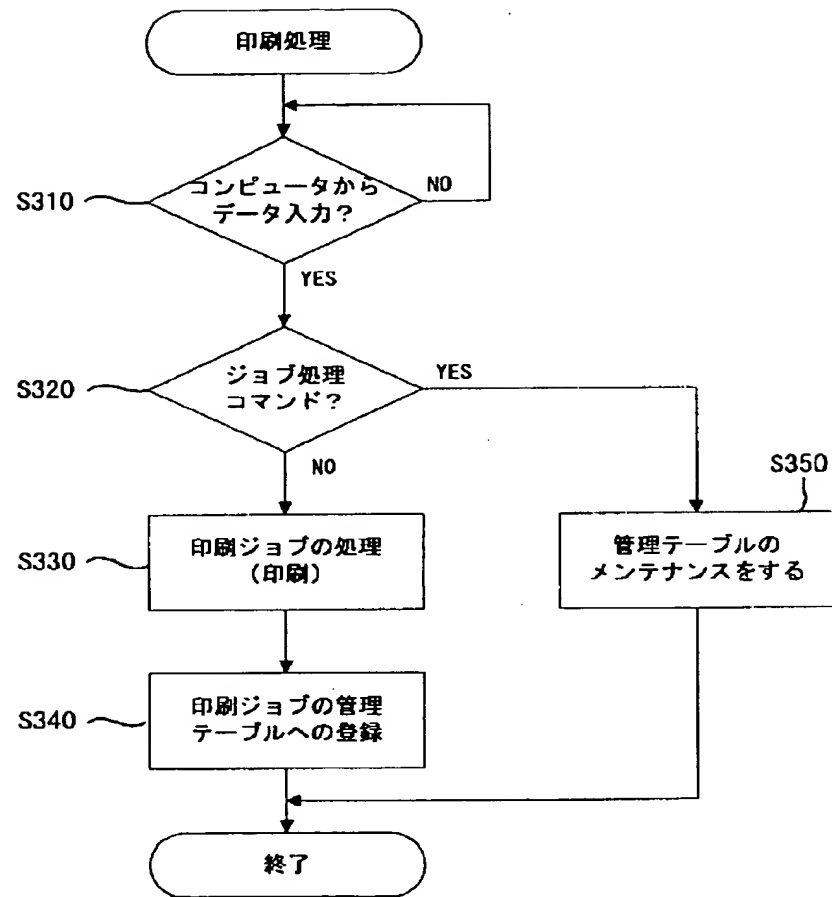 印刷処理
S310
コンピュータから
データ入力？
NO
YES
S320
ジョブ処理
コマンド？
YES
NO
S350
S330
印刷ジョブの処理
（印刷）
管理テーブルの
メンテナンスをする
S340
印刷ジョブの管理
テーブルへの登録
終了